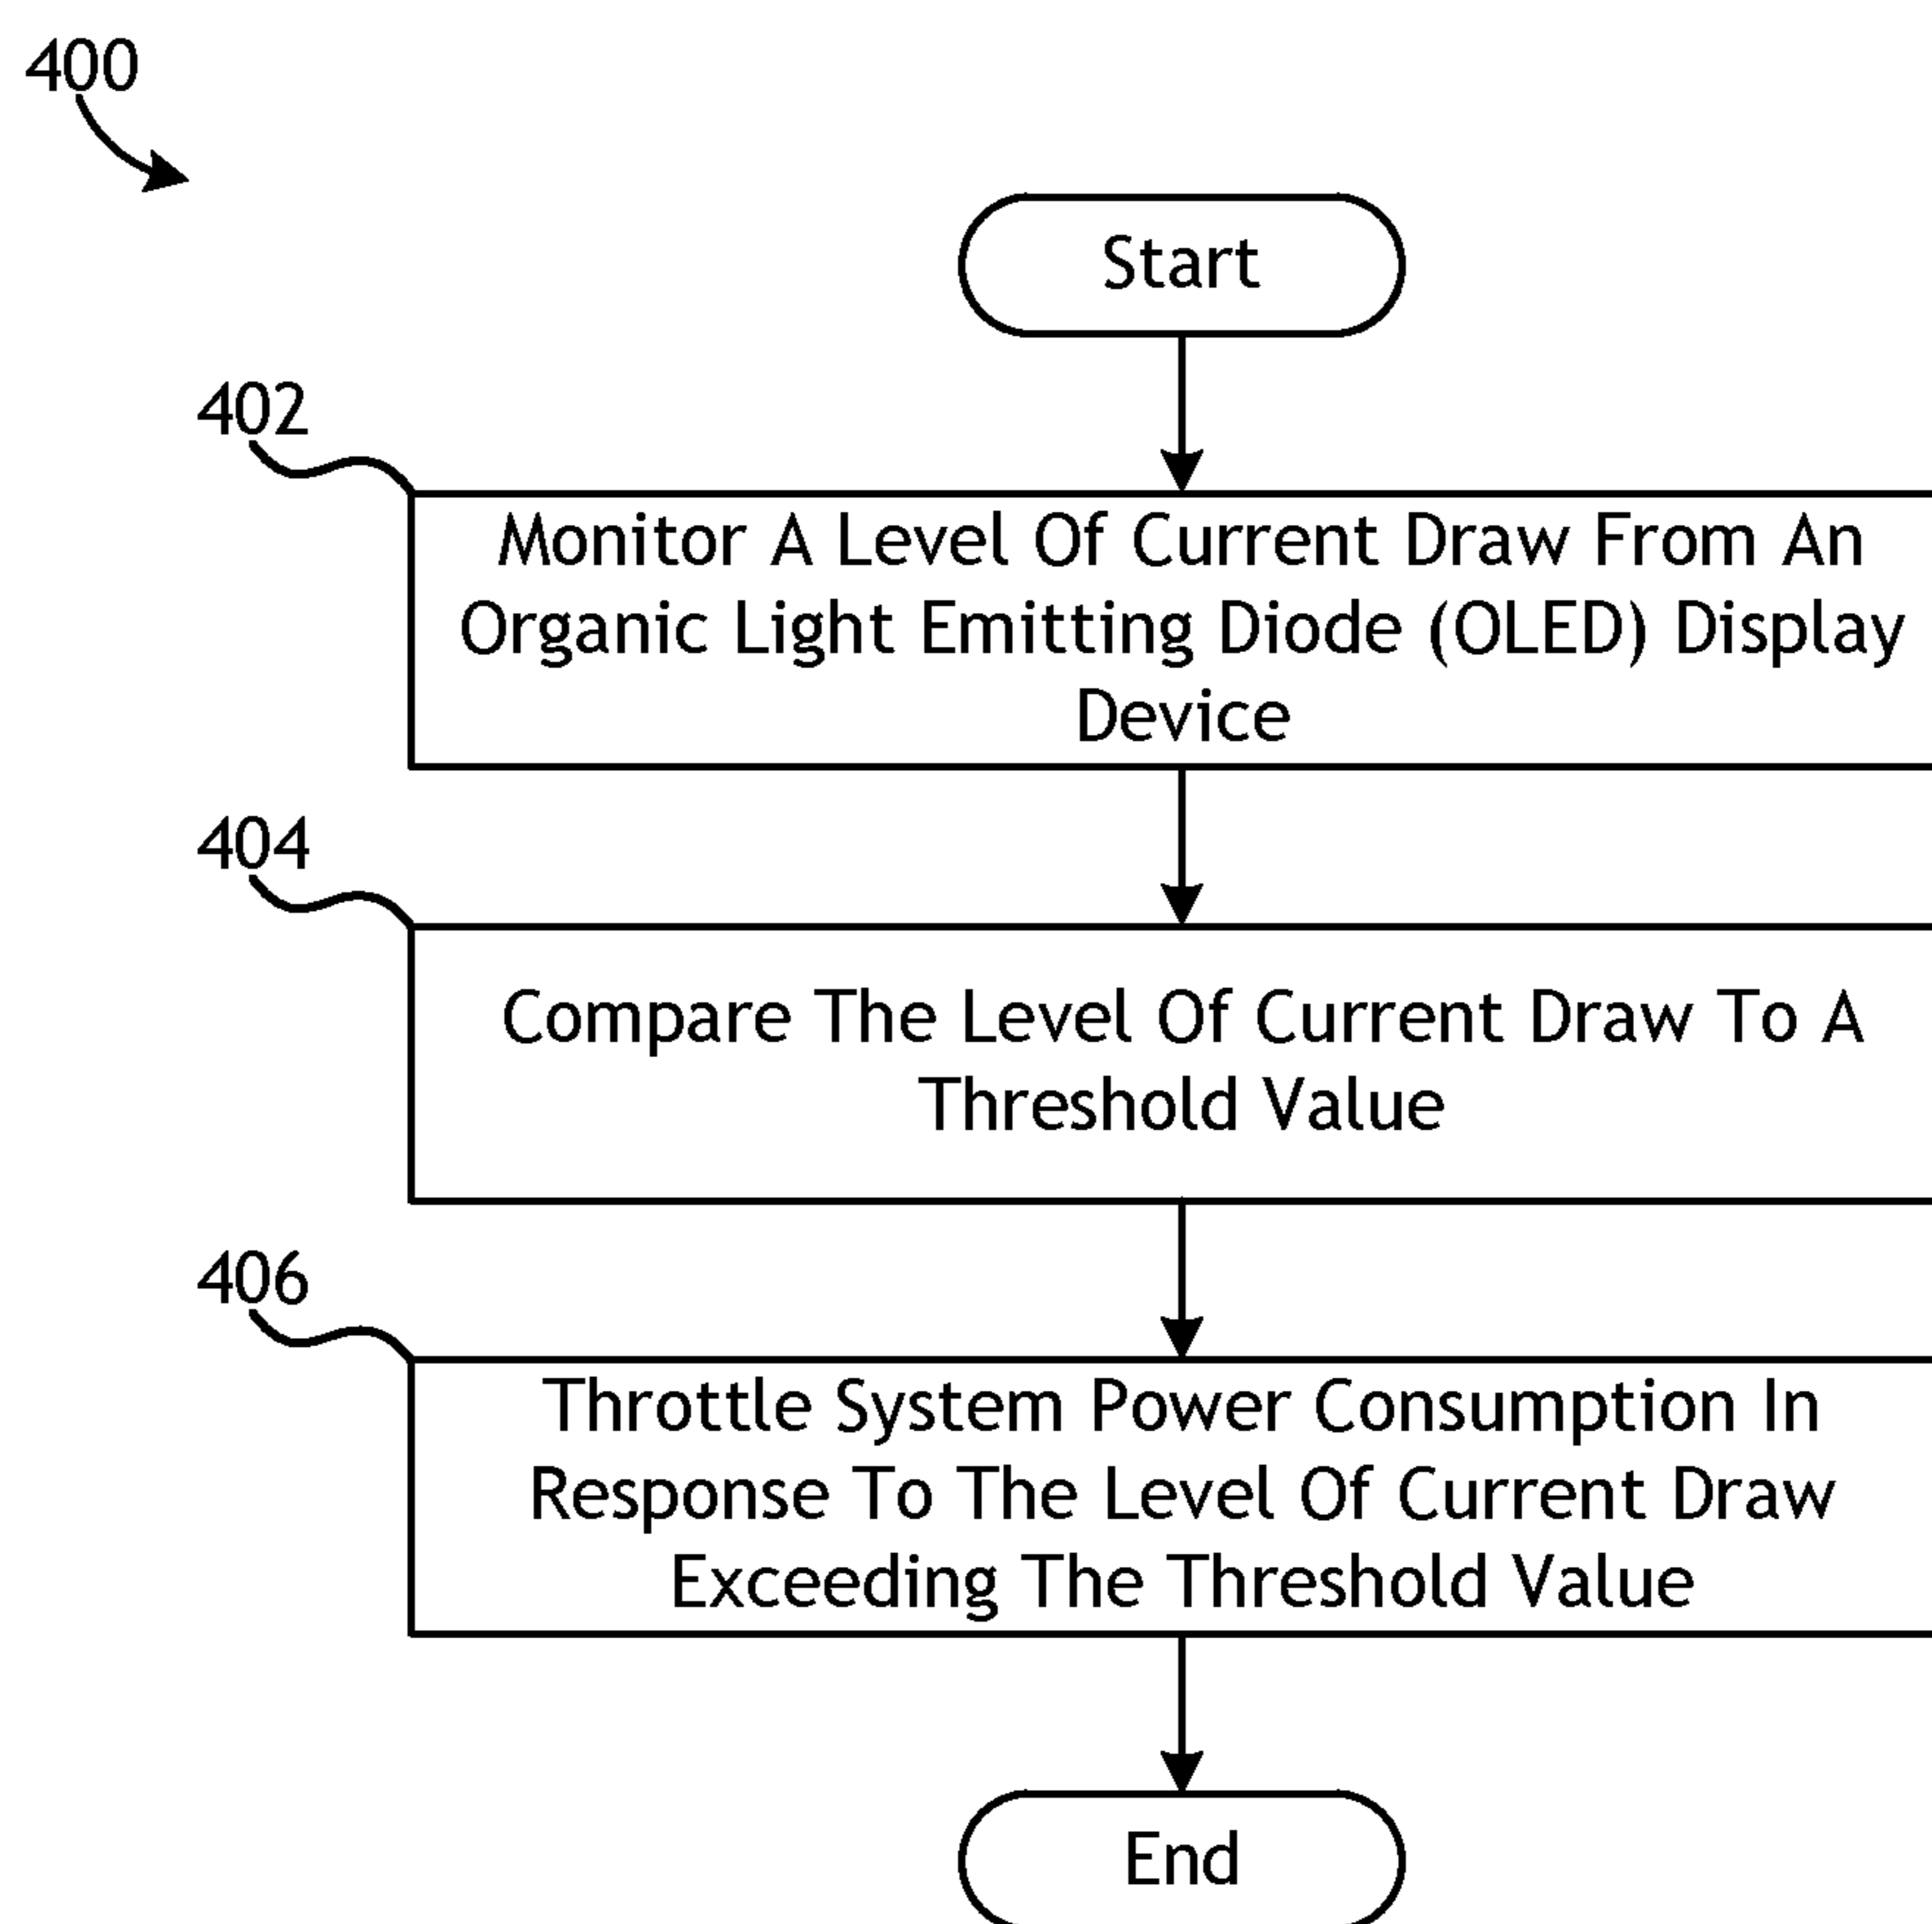 400
Start
402
Monitor A Level Of Current Draw From An
Organic Light Emitting Diode (OLED) Display
Device
404
Compare The Level Of Current Draw To A
Threshold Value
406
Throttle System Power Consumption In
Response To The Level Of Current Draw
Exceeding The Threshold Value
End